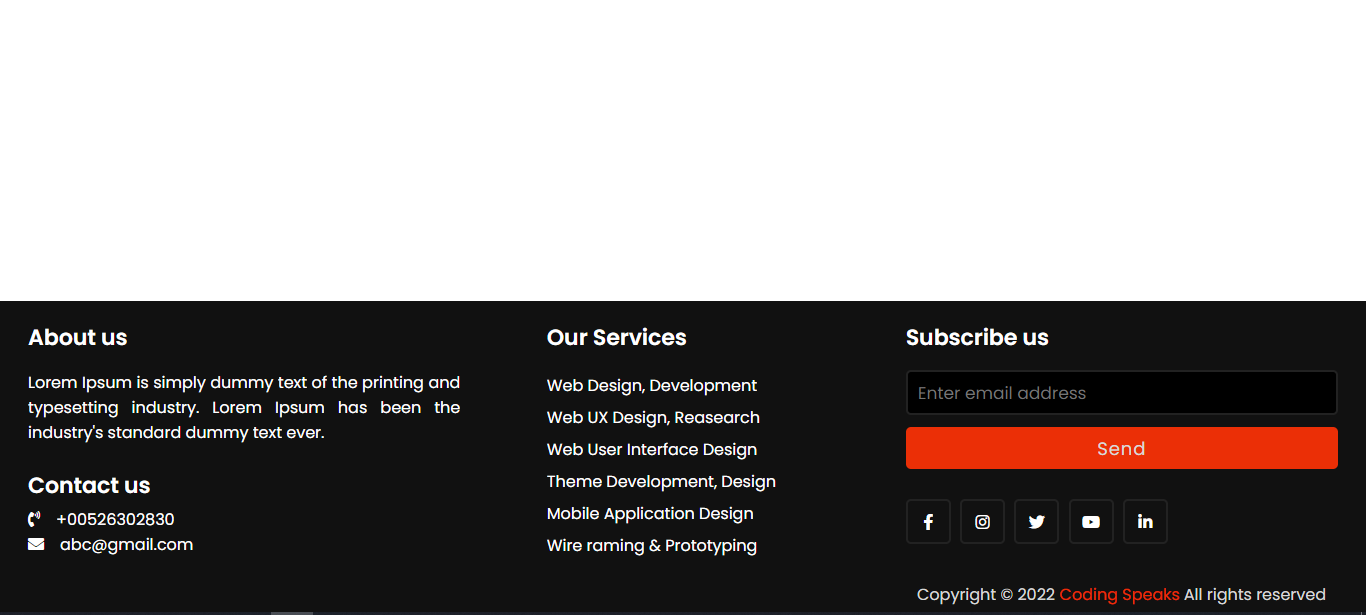 About us
Lorem Ipsum is simply dummy text of the printing and
typesetting industry. Lorem Ipsum has been the
industry's standard dummy text ever.
Contact us
+00526302830
abc@gmail.com
Our Services
Web Design, Development
Web UX Design, Reasearch
Web User Interface Design
Theme Development, Design
Mobile Application Design
Wire raming & Prototyping
Subscribe us
Enter email address
Send
Copyright © 2022 Coding Speaks All rights reserved